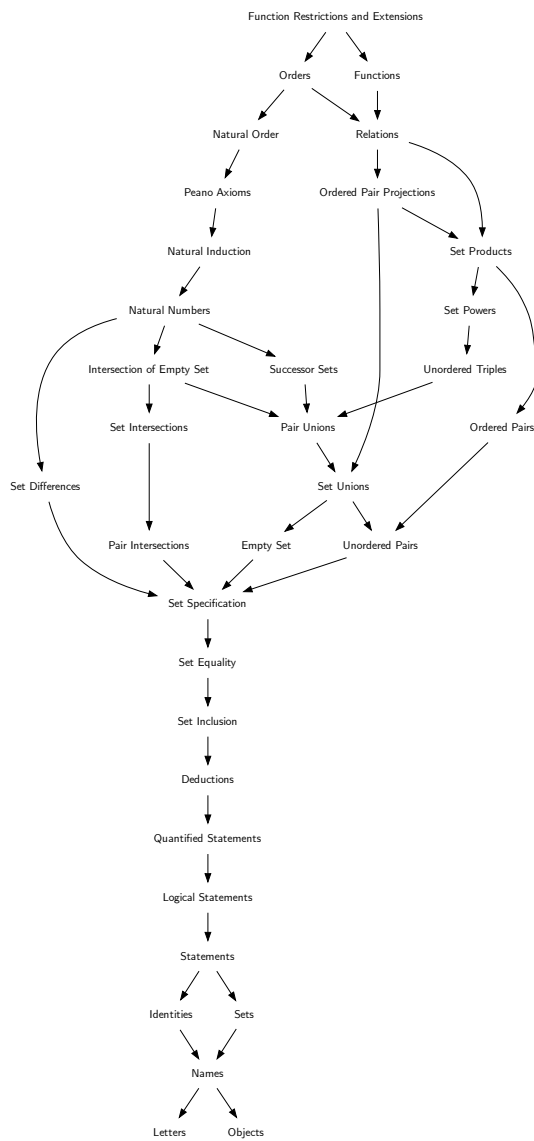 Function Restrictions and Extensions
Orders
Functions
Natural Order
Relations
Peano Axioms
Ordered Pair Projections
Natural Induction
Set Products
Natural Numbers
Set Powers
Intersection of Empty Set
Successor Sets
Unordered Triples
Set Intersections
Pair Unions
Ordered Pairs
Set Differences
Set Unions
Pair Intersections
Empty Set
Unordered Pairs
Set Specification
Set Equality
Set Inclusion
Deductions
Quantified Statements
Logical Statements
Statements
Identities
Sets
Names
Letters
Objects